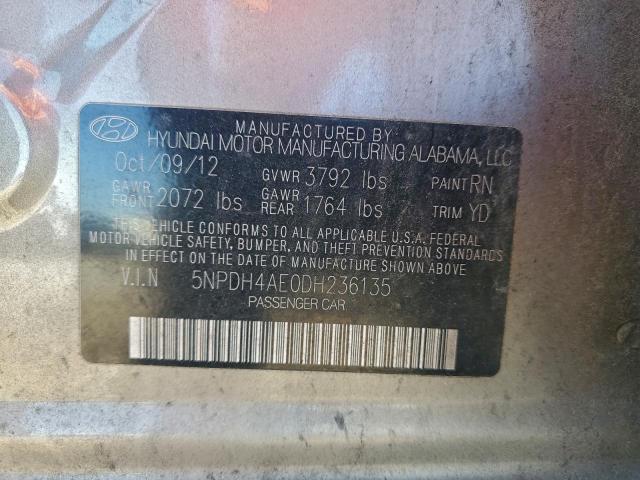 MANUFACTURED BY
HYUNDAI MOTOR MANUFACTURING ALABAMA, LLC
Oct/09/12 GVWR 3792 lbs PAINT RN
GAWR FRONT 2072 lbs GAWR REAR 1764 lbs TRIM YD
THIS VEHICLE CONFORMS TO ALL APPLICABLE U.S.A. FEDERAL
MOTOR VEHICLE SAFETY, BUMPER, AND THEFT PREVENTION STANDARDS
IN EFFECT ON THE DATE OF MANUFACTURE SHOWN ABOVE.
V.I.N 5NPDH4AE0DH236135
PASSENGER CAR